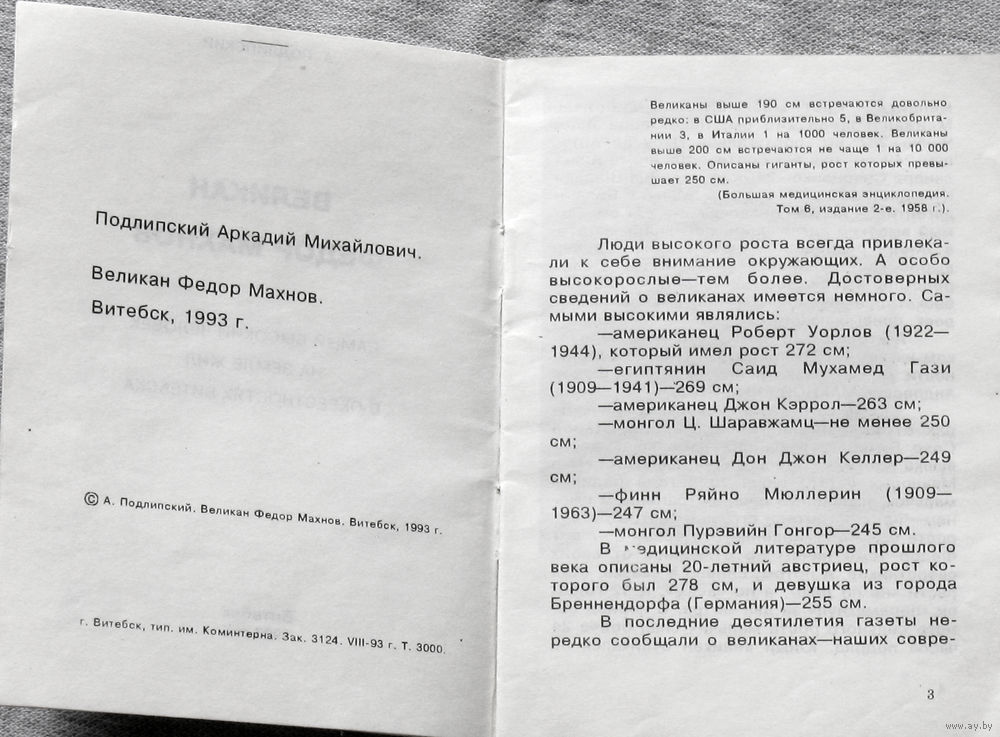 Подлипский Аркадий Михайлович.
Великан Федор Махнов.
Витебск, 1993 г.
© А. Подлипский. Великан Федор Махнов. Витебск, 1993 г.
г. Витебск, тип. им. Коминтерна. Зак. 3124. VIII-93 г. Т. 3000.
Великаны выше 190 см встречаются довольно
редко: в США приблизительно 5, в Великобрита-
нии 3, в Италии 1 на 1000 человек. Великаны
выше 200 см встречаются не чаще 1 на 10 000
человек. Описаны гиганты, рост которых превы-
шает 250 см.
(Большая медицинская энциклопедия.
Том 6, издание 2-е. 1958 г.).
Люди высокого роста всегда привлека-
ли к себе внимание окружающих. А особо
высокорослые—тем более. Достоверных
сведений о великанах имеется немного. Са-
мыми высокими являлись:
—американец Роберт Уорлов (1922—
1944), который имел рост 272 см;
—египтянин Саид Мухамед Гази
(1909—1941)—269 см;
—американец Джон Кэррол—263 см;
—монгол Ц. Шаравжамц—не менее 250
см;
—американец Дон Джон Келлер—249
см;
—финн Ряйно Мюллерин (1909—
1963)—247 см;
—монгол Пурэвийн Гонгор—245 см.
В медицинской литературе прошлого
века описаны 20-летний австриец, рост ко-
торого был 278 см, и девушка из города
Бреннендорфа (Германия)—255 см.
В последние десятилетия газеты не-
редко сообщали о великанах—наших совре-
3
www.ay.by